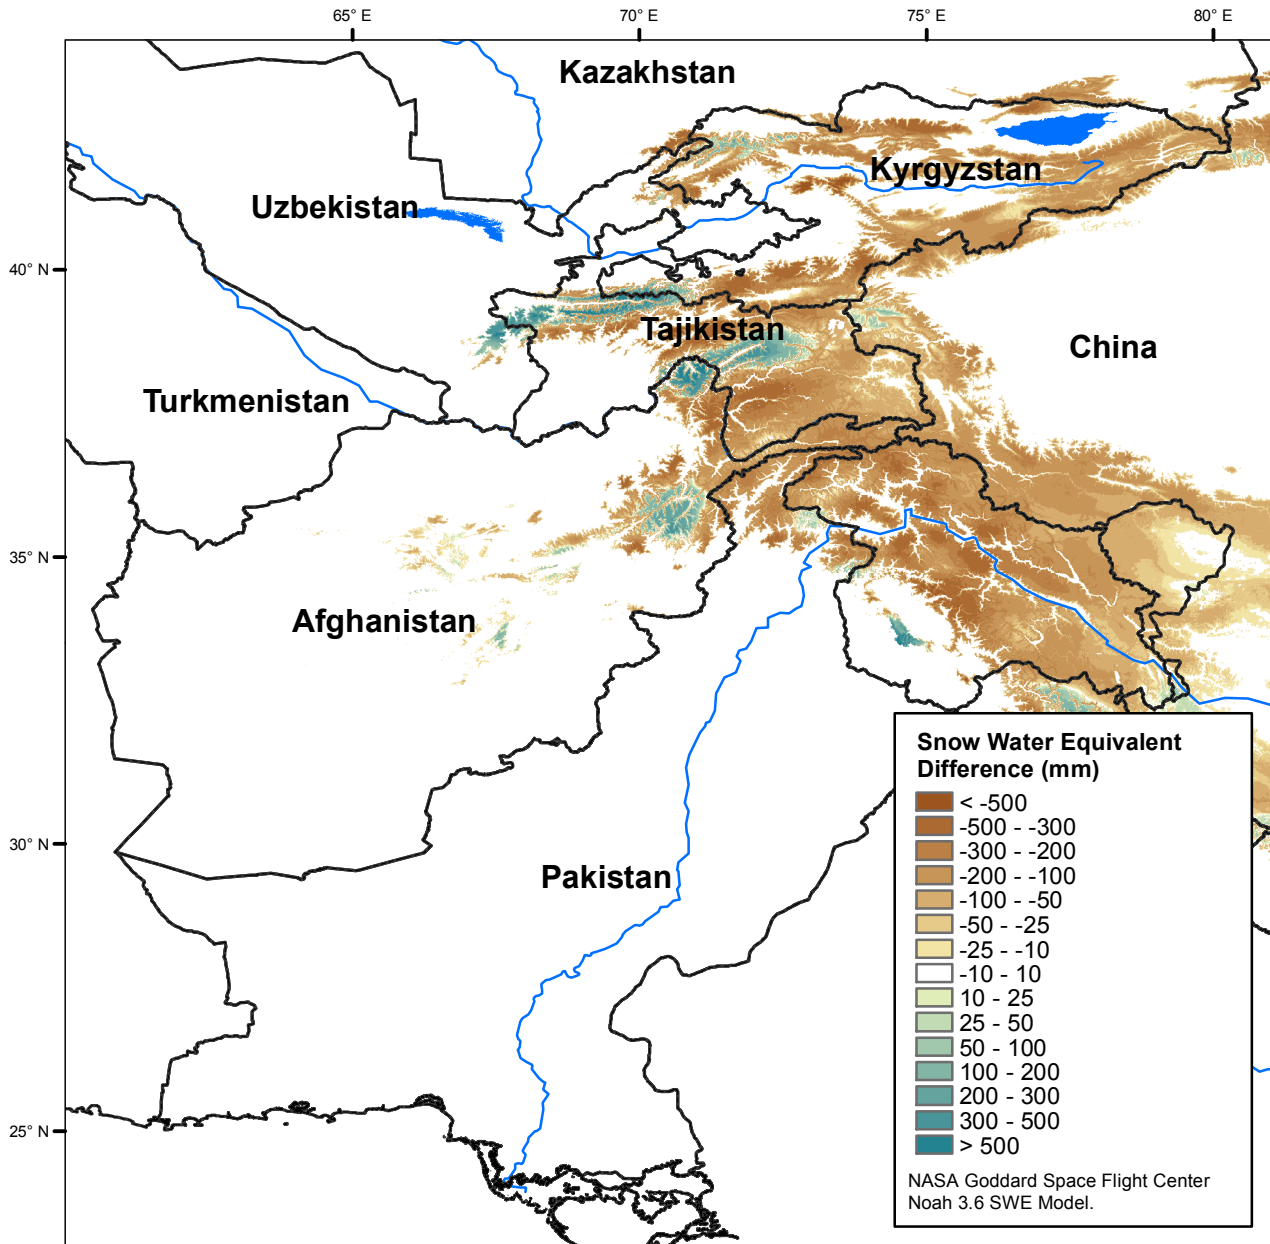 65° E
70° E
75° E
80° E
Kazakhstan
Kyrgyzstan
Uzbekistan
40° N
Tajikistan
China
Turkmenistan
35° N
Afghanistan
Snow Water Equivalent
Difference (mm)
< -500
-500 - -300
-300 - -200
-200 - -100
-100 - -50
-50 - -25
-25 - -10
-10 - 10
10 - 25
25 - 50
50 - 100
100 - 200
200 - 300
300 - 500
> 500
NASA Goddard Space Flight Center
Noah 3.6 SWE Model.
30° N
Pakistan
25° N